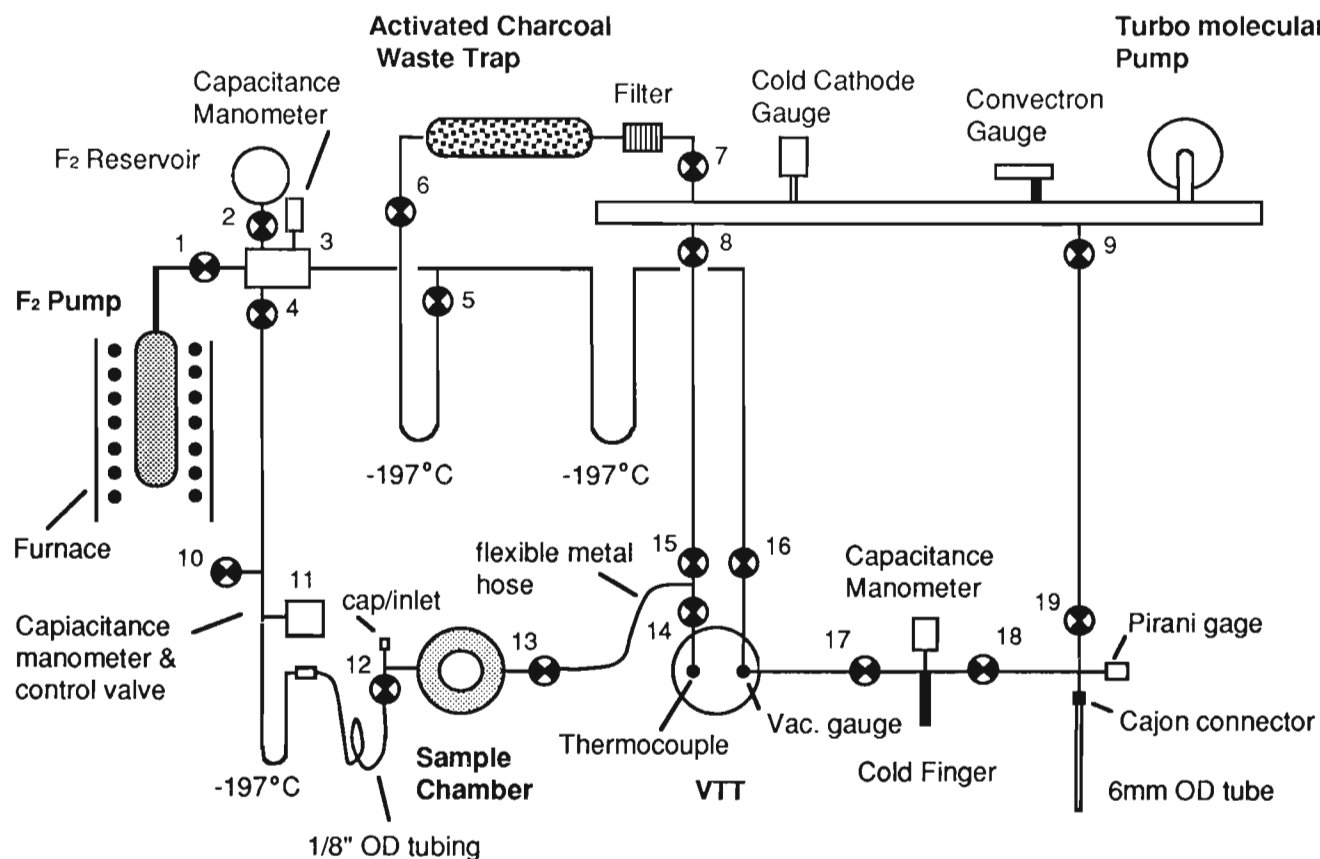 Activated Charcoal
Waste Trap
Turbo molecular
Pump
Capacitance
Manometer
Filter
Cold Cathode
Gauge
Convectron
Gauge
F₂ Reservoir
7
6
2
3
1
8
9
F₂ Pump
4
5
-197°C
-197°C
Furnace
10
flexible metal
hose
15
16
Capacitance
Manometer
11
cap/inlet
Capiacitance
manometer &
control valve
12
13
14
17
18
19
Pirani gage
Thermocouple
Vac. gauge
Cajon connector
-197°C
Sample
Chamber
VTT
Cold Finger
6mm OD tube
1/8" OD tubing